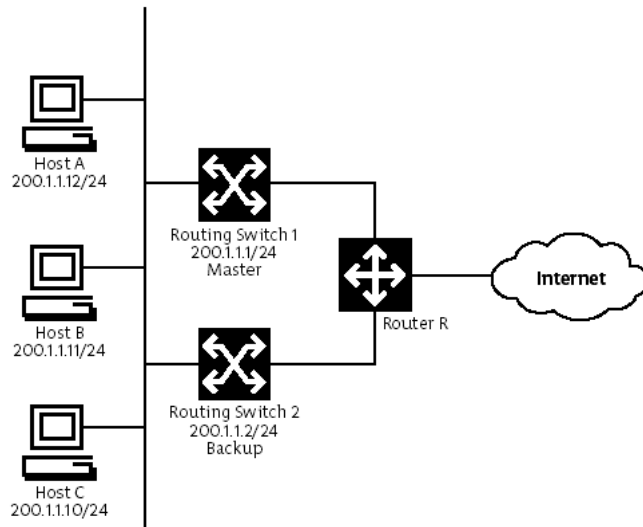 Host A
200.1.1.12/24
Routing Switch 1
200.1.1.1/24
Master
Host B
200.1.1.11/24
Router R
Internet
Routing Switch 2
200.1.1.2/24
Backup
Host C
200.1.1.10/24